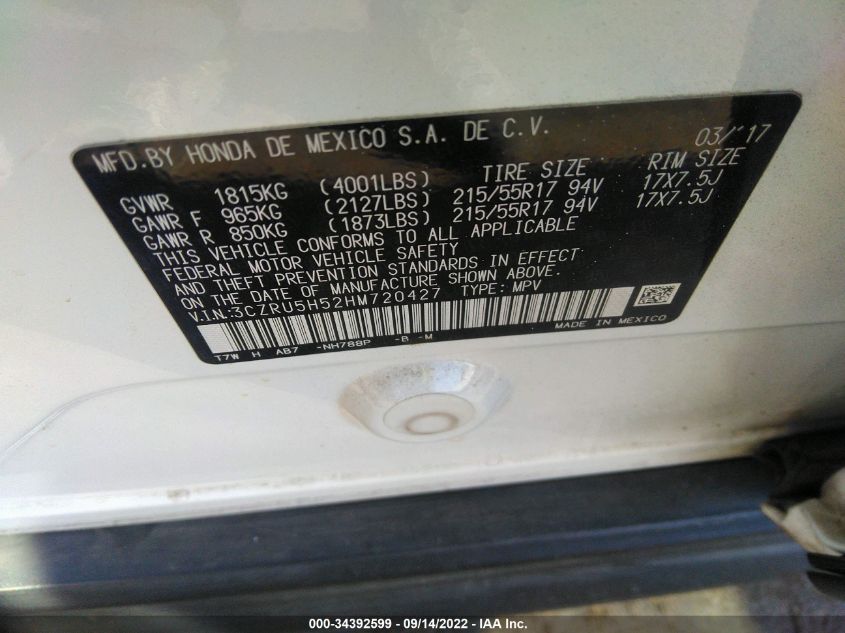 MFD.BY HONDA DE MEXICO S.A. DE C.V. 03/'17
GVWR 1815KG (4001LBS) TIRE SIZE RIM SIZE
GAWR F 965KG (2127LBS) 215/55R17 94V 17X7.5J
GAWR R 850KG (1873LBS) 215/55R17 94V 17X7.5J
THIS VEHICLE CONFORMS TO ALL APPLICABLE
FEDERAL MOTOR VEHICLE SAFETY
AND THEFT PREVENTION STANDARDS IN EFFECT
ON THE DATE OF MANUFACTURE SHOWN ABOVE.
V.I.N:3CZRU5H52HM720427 TYPE: MPV
MADE IN MEXICO
T7W H AB7 -NH788P -B -M
000-34392599 / 09/14/2022 - IAA Inc.